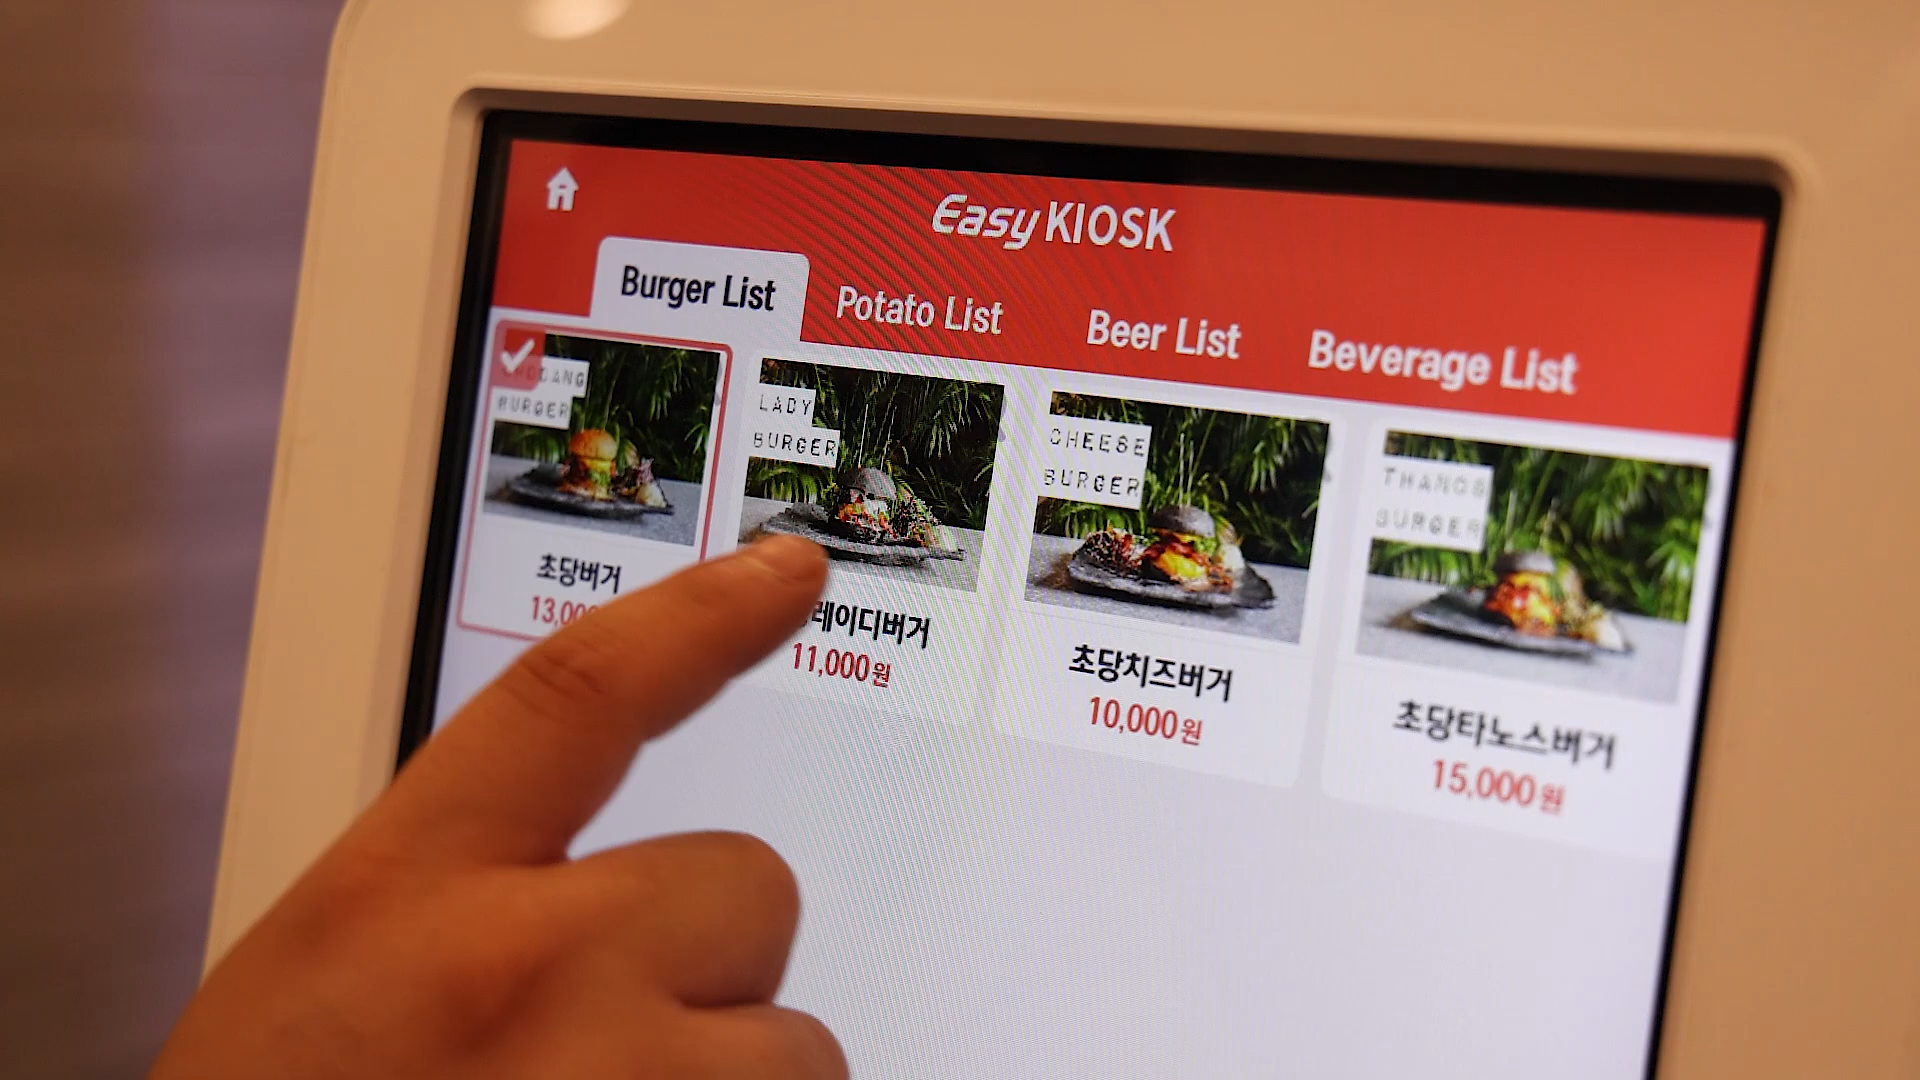 Easy KIOSK
Burger List
Potato List
Beer List
Beverage List
BURGER
초당버거
LADY
BURGER
레이디버거
11,000원
CHEESE
BURGER
초당치즈버거
10,000원
THANOS
BURGER
초당타노스버거
15,000원